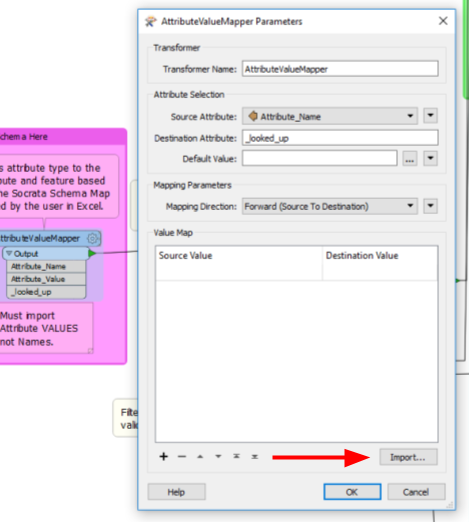 AttributeValueMapper Parameters
Transformer
Transformer Name: AttributeValueMapper
Attribute Selection
Source Attribute: Attribute_Name
Destination Attribute: _looked_up
Default Value:
...
Mapping Parameters
Mapping Direction: Forward (Source To Destination)
Value Map
Source Value Destination Value
Import...
Help OK Cancel
chema Here
s attribute type to the
bute and feature based
he Socrata Schema Map
ed by the user in Excel.
ttributeValueMapper
Output
Attribute_Name
Attribute_Value
_looked_up
Must import
Attribute VALUES
not Names.
Filte
valu